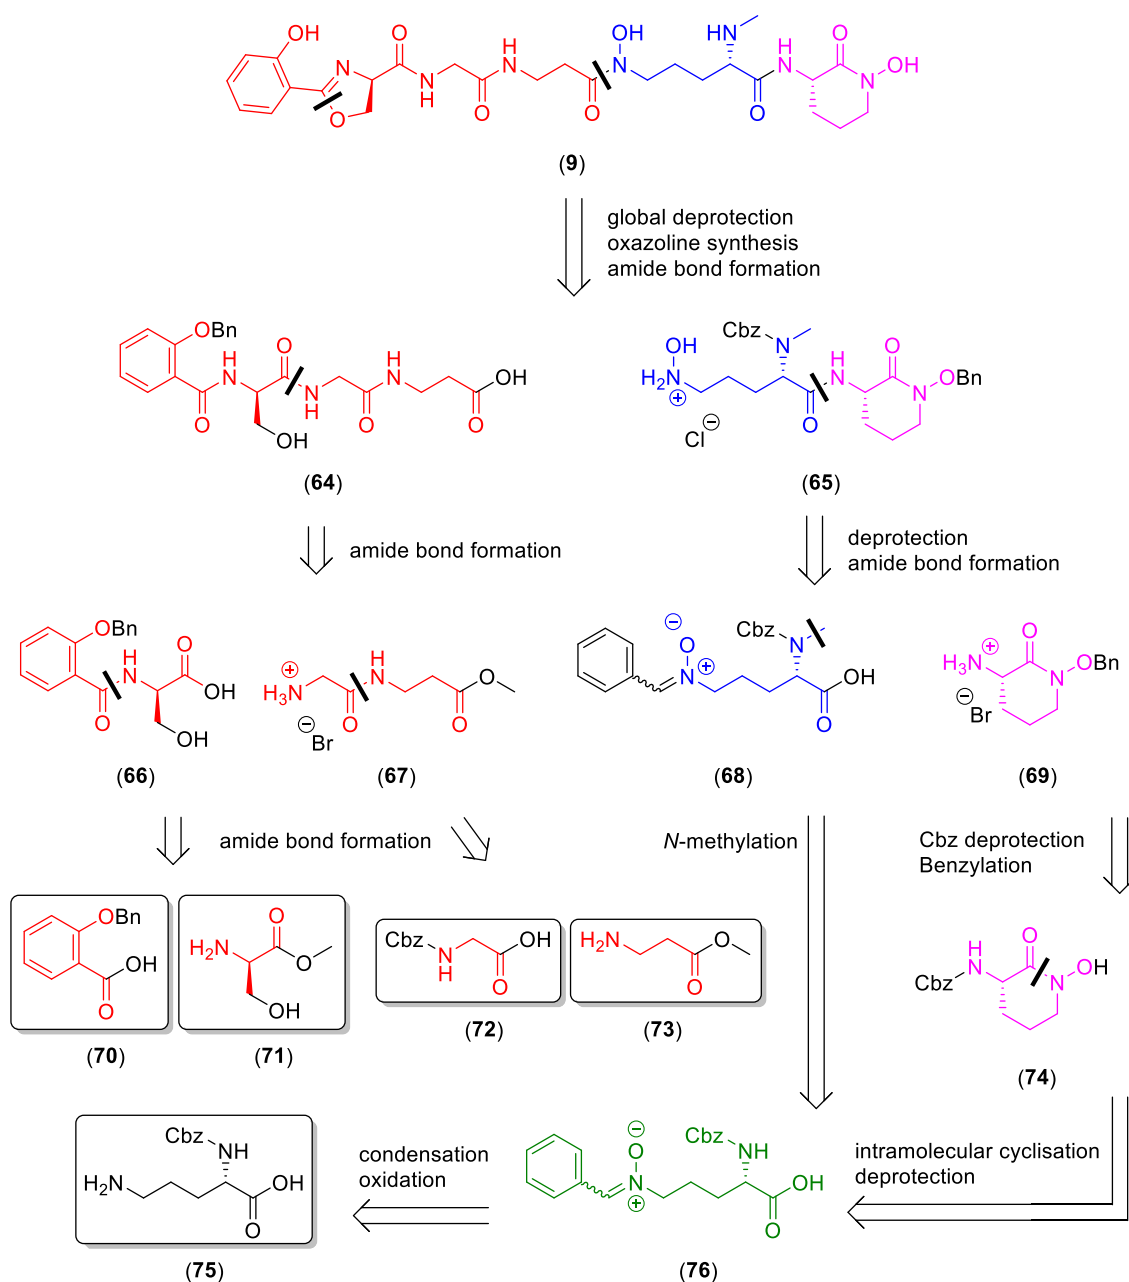 OH
N
O
O
N
H
O
H
N
O
OH
N
HN
O
H
N
O
N
OH
(9)
global deprotection
oxazoline synthesis
amide bond formation
OBn
H
N
O
O
OH
N
H
O
H
N
O
OH
(64)
Cbz
N
OH
H2N
+
Cl −
O
H
N
O
N
OBn
(65)
amide bond formation
deprotection
amide bond formation
OBn
H
N
O
O
OH
OH
(66)
+
H3N
− Br
O
H
N
O
O
(67)
− O
N
+
Cbz
N
O
OH
(68)
+
H3N
− Br
O
N
OBn
(69)
amide bond formation
N-methylation
Cbz deprotection
Benzylation
OBn
O
OH
(70)
H2N
O
O
OH
(71)
Cbz
N
H
O
OH
(72)
H2N
O
O
(73)
Cbz
H
N
O
N
OH
(74)
intramolecular cyclisation
deprotection
Cbz
NH
H2N
O
OH
(75)
condensation
oxidation
− O
N
+
Cbz
NH
O
OH
(76)